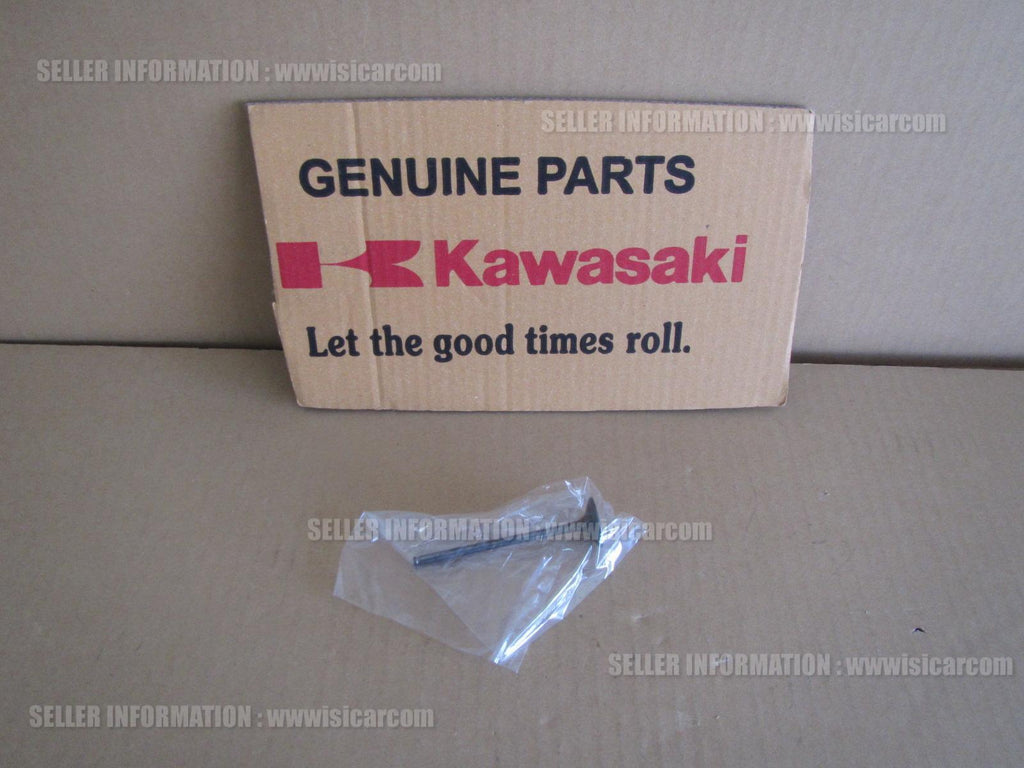 SELLER INFORMATION : wwwisicarcom
SELLER INFORMATION : wwwisicarcom
GENUINE PARTS
Kawasaki
Let the good times roll.
SELLER INFORMATION : wwwisicarcom
SELLER INFORMATION : wwwisicarcom
SELLER INFORMATION : wwwisicarcom